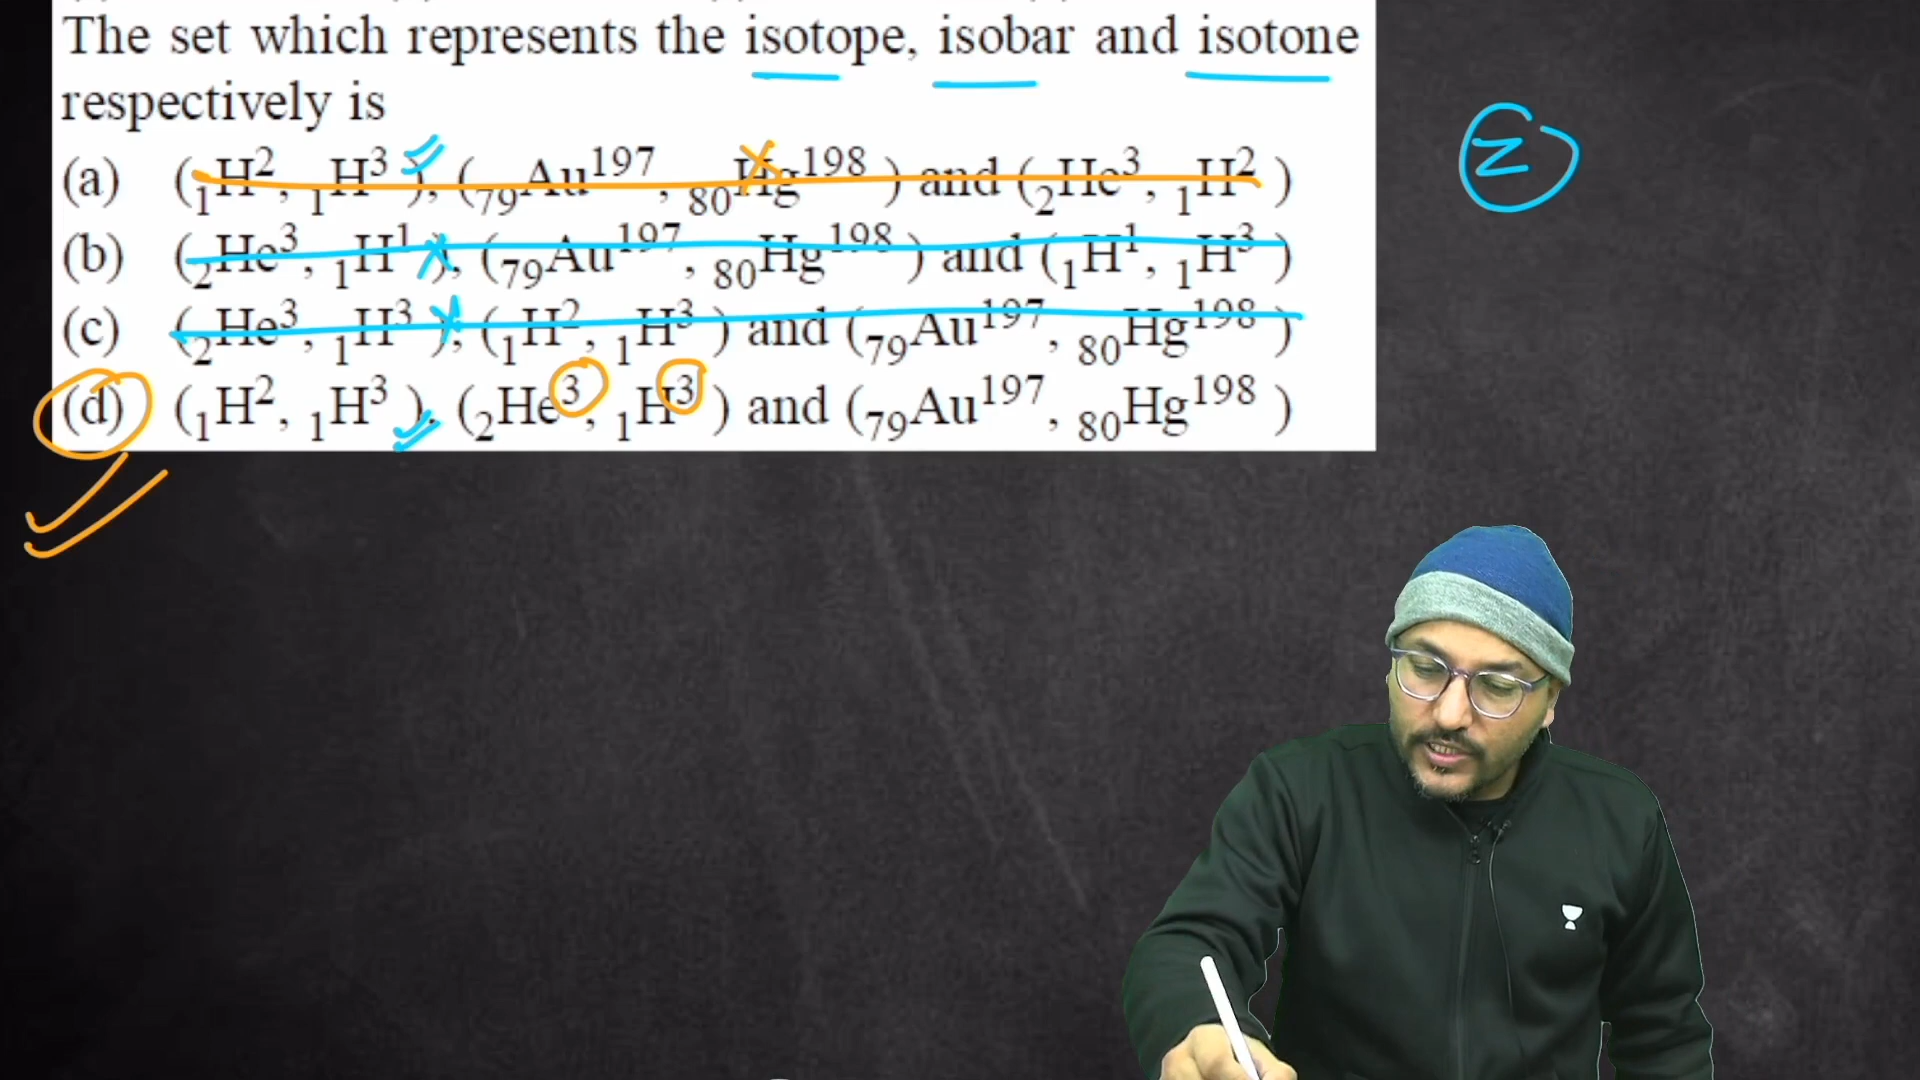 The set which represents the isotope, isobar and isotone
respectively is
(a) (₁H², ₁H³), (₇₉Au¹⁹⁷, ₈₀Hg¹⁹⁸) and (₂He³, ₁H²)
(b) (₂He³, ₁H¹), (₇₉Au¹⁹⁷, ₈₀Hg¹⁹⁸) and (₁H¹, ₁H³)
(c) (₂He³, ₁H³), (₁H², ₁H³) and (₇₉Au¹⁹⁷, ₈₀Hg¹⁹⁸)
(d) (₁H², ₁H³), (₂He³, ₁H³) and (₇₉Au¹⁹⁷, ₈₀Hg¹⁹⁸)
Z